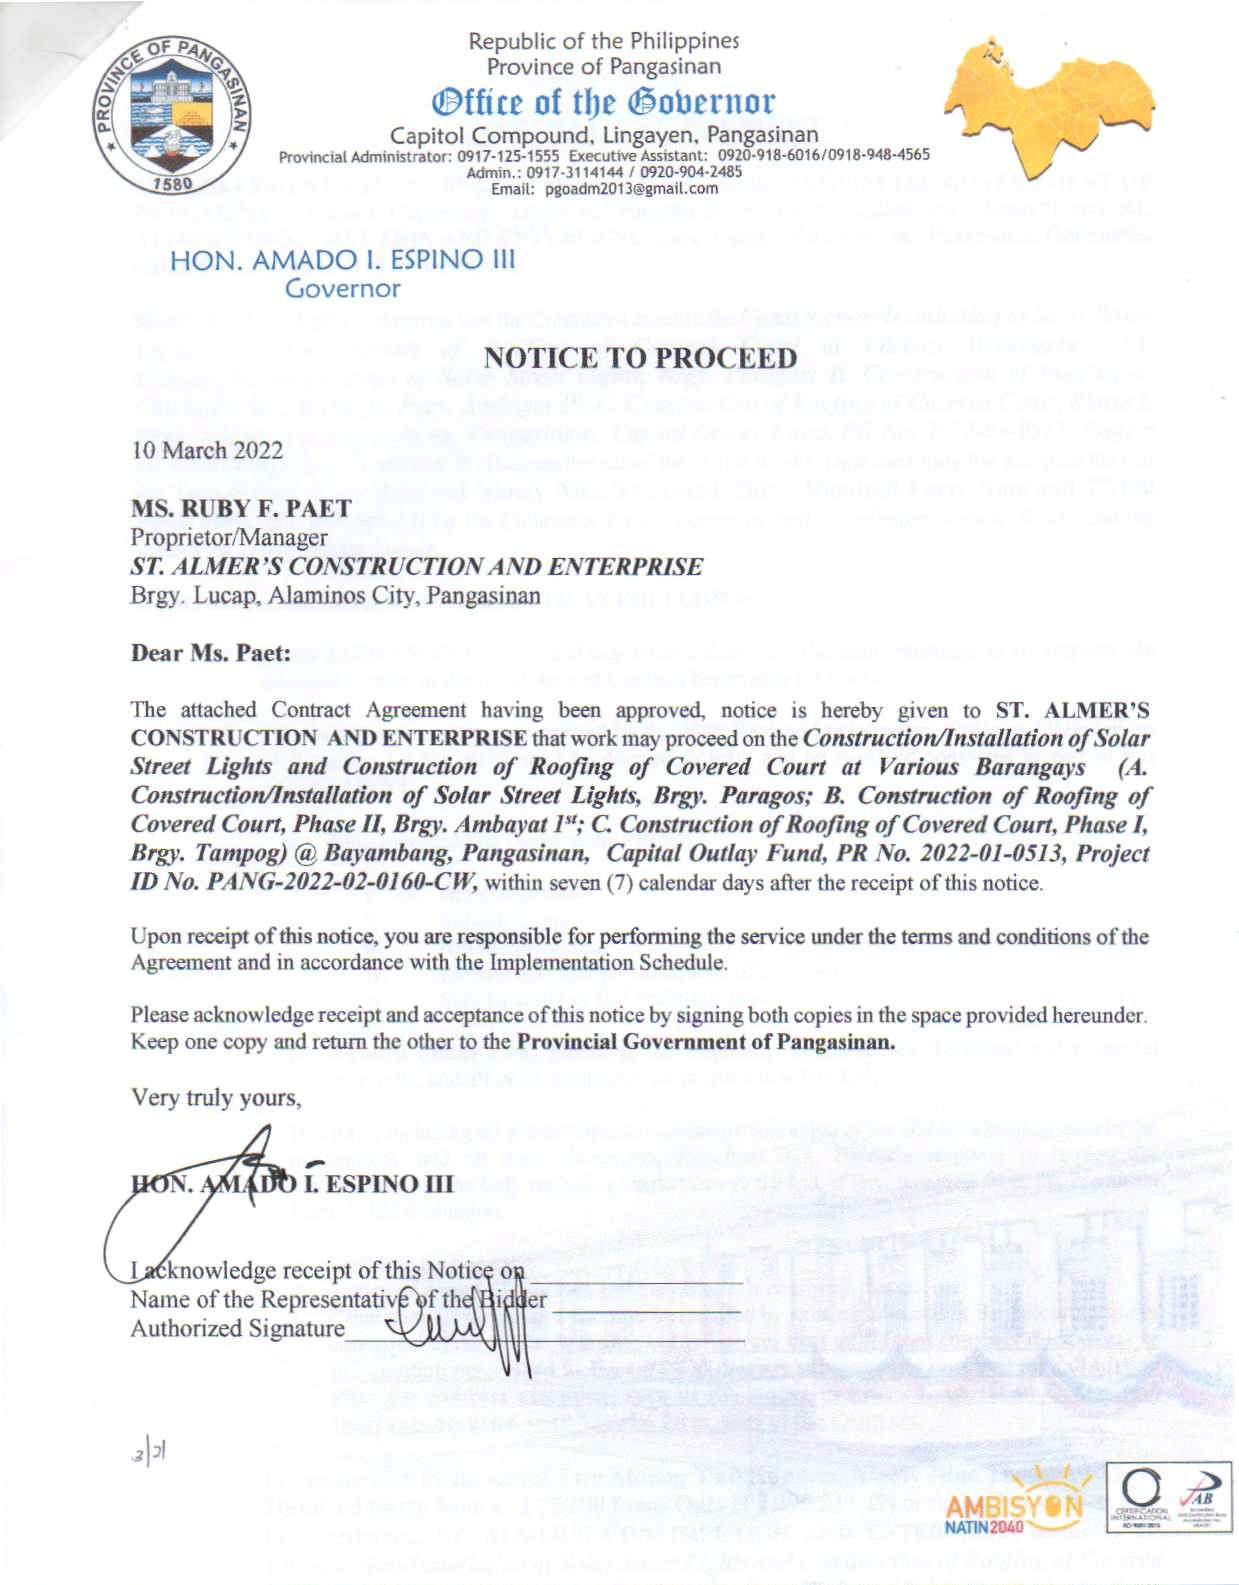 PROVINCE OF PANGASINAN
1580
Republic of the Philippines
Province of Pangasinan
Office of the Governor
Capitol Compound, Lingayen, Pangasinan
Provincial Administrator: 0917-125-1555 Executive Assistant: 0920-918-6016/0918-948-4565
Admin.: 0917-3114144 / 0920-904-2485
Email: pgoadm2013@gmail.com
HON. AMADO I. ESPINO III
Governor
NOTICE TO PROCEED
10 March 2022
MS. RUBY F. PAET
Proprietor/Manager
ST. ALMER'S CONSTRUCTION AND ENTERPRISE
Brgy. Lucap, Alaminos City, Pangasinan
Dear Ms. Paet:
The attached Contract Agreement having been approved, notice is hereby given to ST. ALMER'S
CONSTRUCTION AND ENTERPRISE that work may proceed on the Construction/Installation of Solar
Street Lights and Construction of Roofing of Covered Court at Various Barangays (A.
Construction/Installation of Solar Street Lights, Brgy. Paragos; B. Construction of Roofing of
Covered Court, Phase II, Brgy. Ambayat 1st; C. Construction of Roofing of Covered Court, Phase I,
Brgy. Tampog) @ Bayambang, Pangasinan, Capital Outlay Fund, PR No. 2022-01-0513, Project
ID No. PANG-2022-02-0160-CW, within seven (7) calendar days after the receipt of this notice.
Upon receipt of this notice, you are responsible for performing the service under the terms and conditions of the
Agreement and in accordance with the Implementation Schedule.
Please acknowledge receipt and acceptance of this notice by signing both copies in the space provided hereunder.
Keep one copy and return the other to the Provincial Government of Pangasinan.
Very truly yours,
HON. AMADO I. ESPINO III
I acknowledge receipt of this Notice on
Name of the Representative of the Bidder
Authorized Signature
3/21
AMBISYON
NATIN 2040
CERTIFICATION
INTERNATIONAL
ISO 9001:2015
PAB